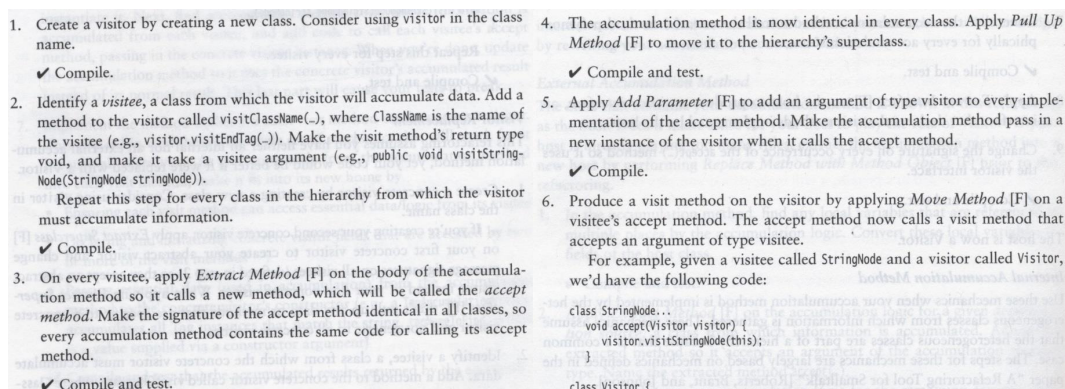 1. Create a visitor by creating a new class. Consider using visitor in the class
name.
✔ Compile.
2. Identify a visitee, a class from which the visitor will accumulate data. Add a
method to the visitor called visitClassName(…), where ClassName is the name of
the visitee (e.g., visitor.visitEndTag(…)). Make the visit method's return type
void, and make it take a visitee argument (e.g., public void visitString-
Node(StringNode stringNode)).
Repeat this step for every class in the hierarchy from which the visitor
must accumulate information.
✔ Compile.
3. On every visitee, apply Extract Method [F] on the body of the accumula-
tion method so it calls a new method, which will be called the accept
method. Make the signature of the accept method identical in all classes, so
every accumulation method contains the same code for calling its accept
method.
✔ Compile and test.
4. The accumulation method is now identical in every class. Apply Pull Up
Method [F] to move it to the hierarchy's superclass.
✔ Compile and test.
5. Apply Add Parameter [F] to add an argument of type visitor to every imple-
mentation of the accept method. Make the accumulation method pass in a
new instance of the visitor when it calls the accept method.
✔ Compile.
6. Produce a visit method on the visitor by applying Move Method [F] on a
visitee's accept method. The accept method now calls a visit method that
accepts an argument of type visitee.
For example, given a visitee called StringNode and a visitor called Visitor,
we'd have the following code:
class StringNode...
void accept(Visitor visitor) {
visitor.visitStringNode(this);
class Visitor {